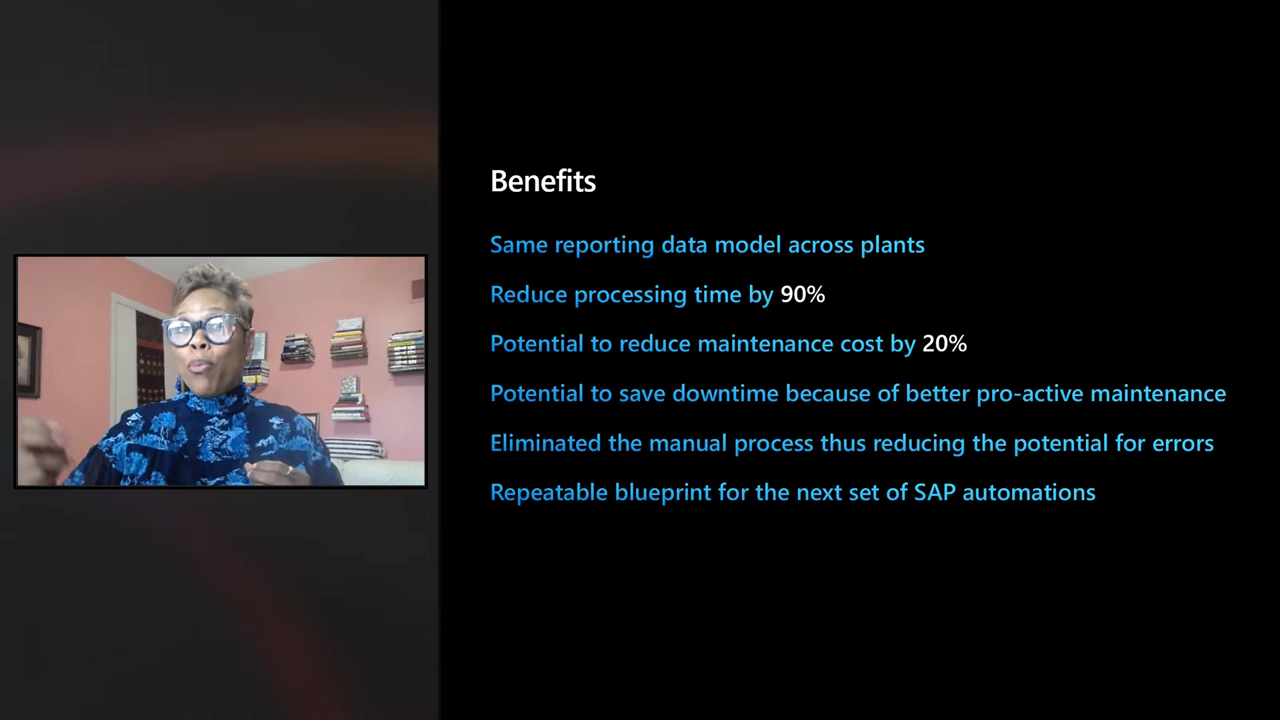 Benefits
Same reporting data model across plants
Reduce processing time by 90%
Potential to reduce maintenance cost by 20%
Potential to save downtime because of better pro-active maintenance
Eliminated the manual process thus reducing the potential for errors
Repeatable blueprint for the next set of SAP automations